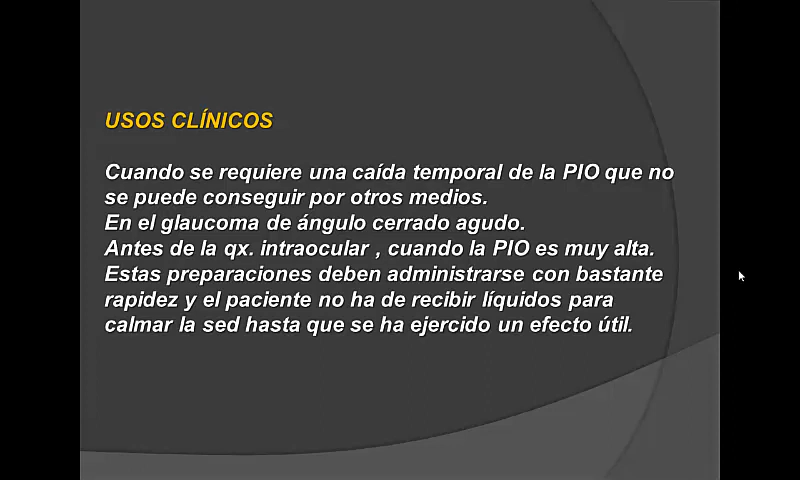 USOS CLÍNICOS
Cuando se requiere una caída temporal de la PIO que no
se puede conseguir por otros medios.
En el glaucoma de ángulo cerrado agudo.
Antes de la qx. intraocular , cuando la PIO es muy alta.
Estas preparaciones deben administrarse con bastante
rapidez y el paciente no ha de recibir líquidos para
calmar la sed hasta que se ha ejercido un efecto útil.